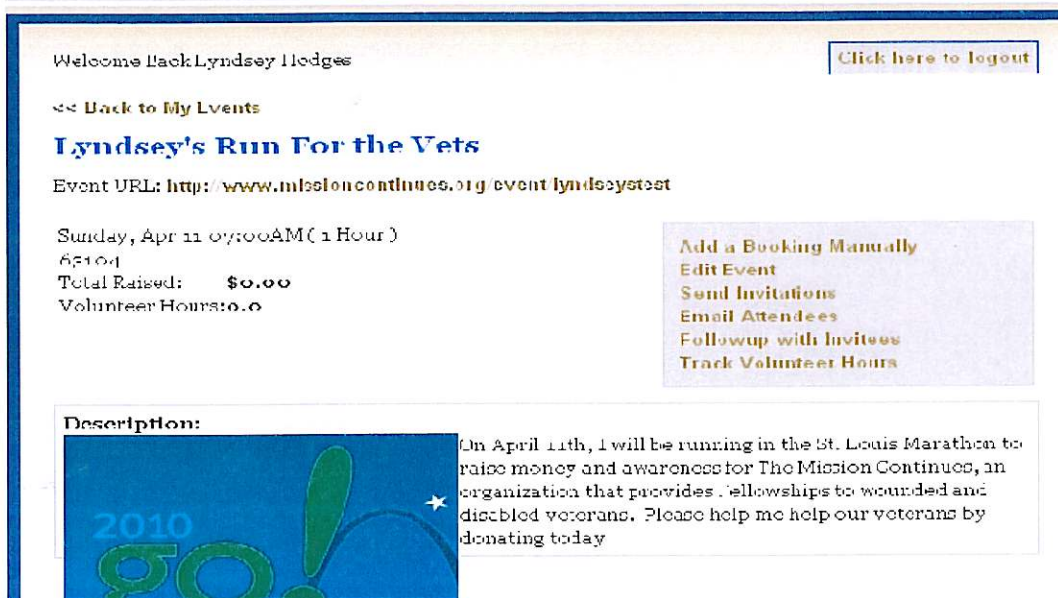 Welcome Back Lyndsey Hodges
Click here to logout
<< Back to My Events
Lyndsey's Run For the Vets
Event URL: http://www.missioncontinues.org/event/lyndseystest
Sunday, Apr 11 07:00AM ( 1 Hour )
63104
Total Raised: $0.00
Volunteer Hours:0.0
Add a Booking Manually
Edit Event
Send Invitations
Email Attendees
Followup with Invitees
Track Volunteer Hours
Description:
On April 11th, I will be running in the St. Louis Marathon to
raise money and awareness for The Mission Continues, an
organization that provides fellowships to wounded and
disabled veterans. Please help me help our veterans by
donating today
2010
go!